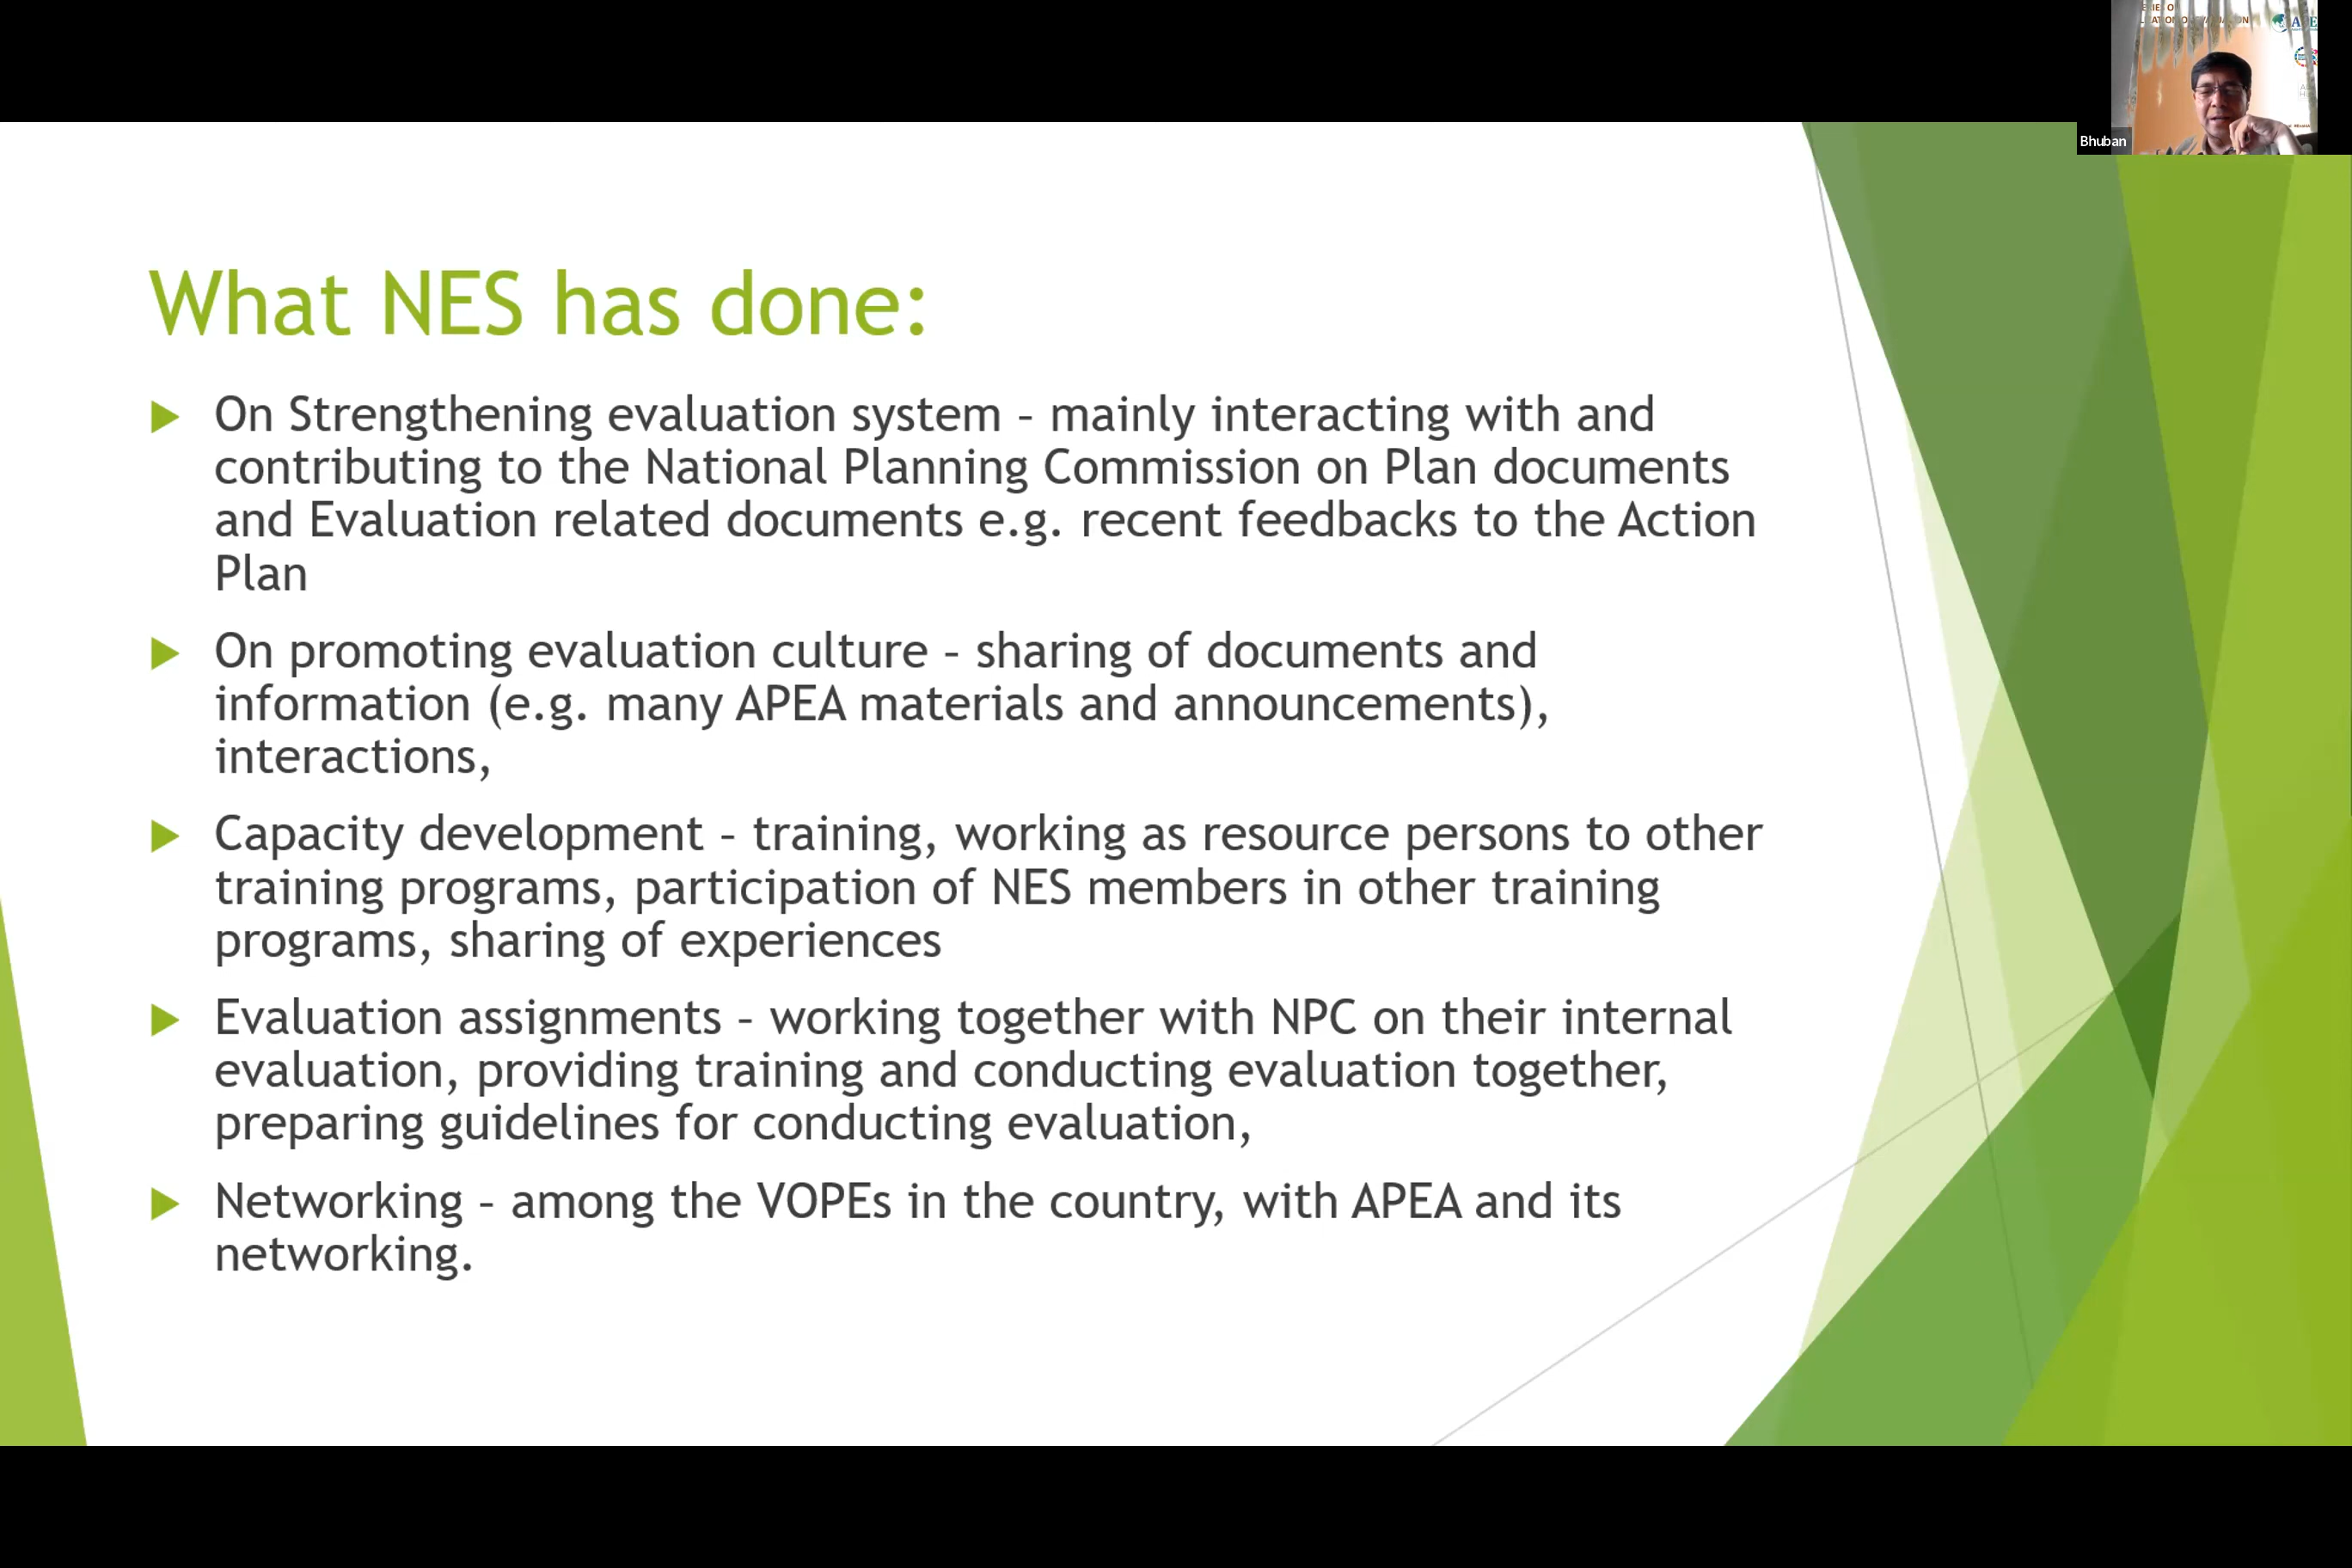 Bhuban
What NES has done:
On Strengthening evaluation system – mainly interacting with and
contributing to the National Planning Commission on Plan documents
and Evaluation related documents e.g. recent feedbacks to the Action
Plan
On promoting evaluation culture – sharing of documents and
information (e.g. many APEA materials and announcements),
interactions,
Capacity development – training, working as resource persons to other
training programs, participation of NES members in other training
programs, sharing of experiences
Evaluation assignments – working together with NPC on their internal
evaluation, providing training and conducting evaluation together,
preparing guidelines for conducting evaluation,
Networking – among the VOPEs in the country, with APEA and its
networking.